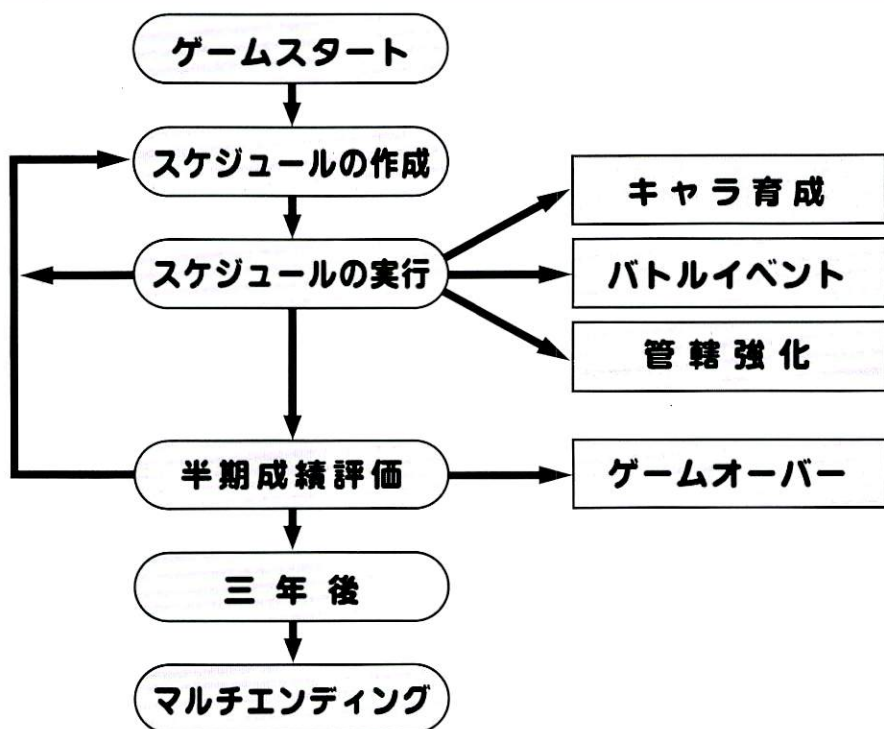 ゲームスタート
スケジュールの作成
スケジュールの実行
キャラ育成
バトルイベント
管轄強化
半期成績評価
ゲームオーバー
三年後
マルチエンディング